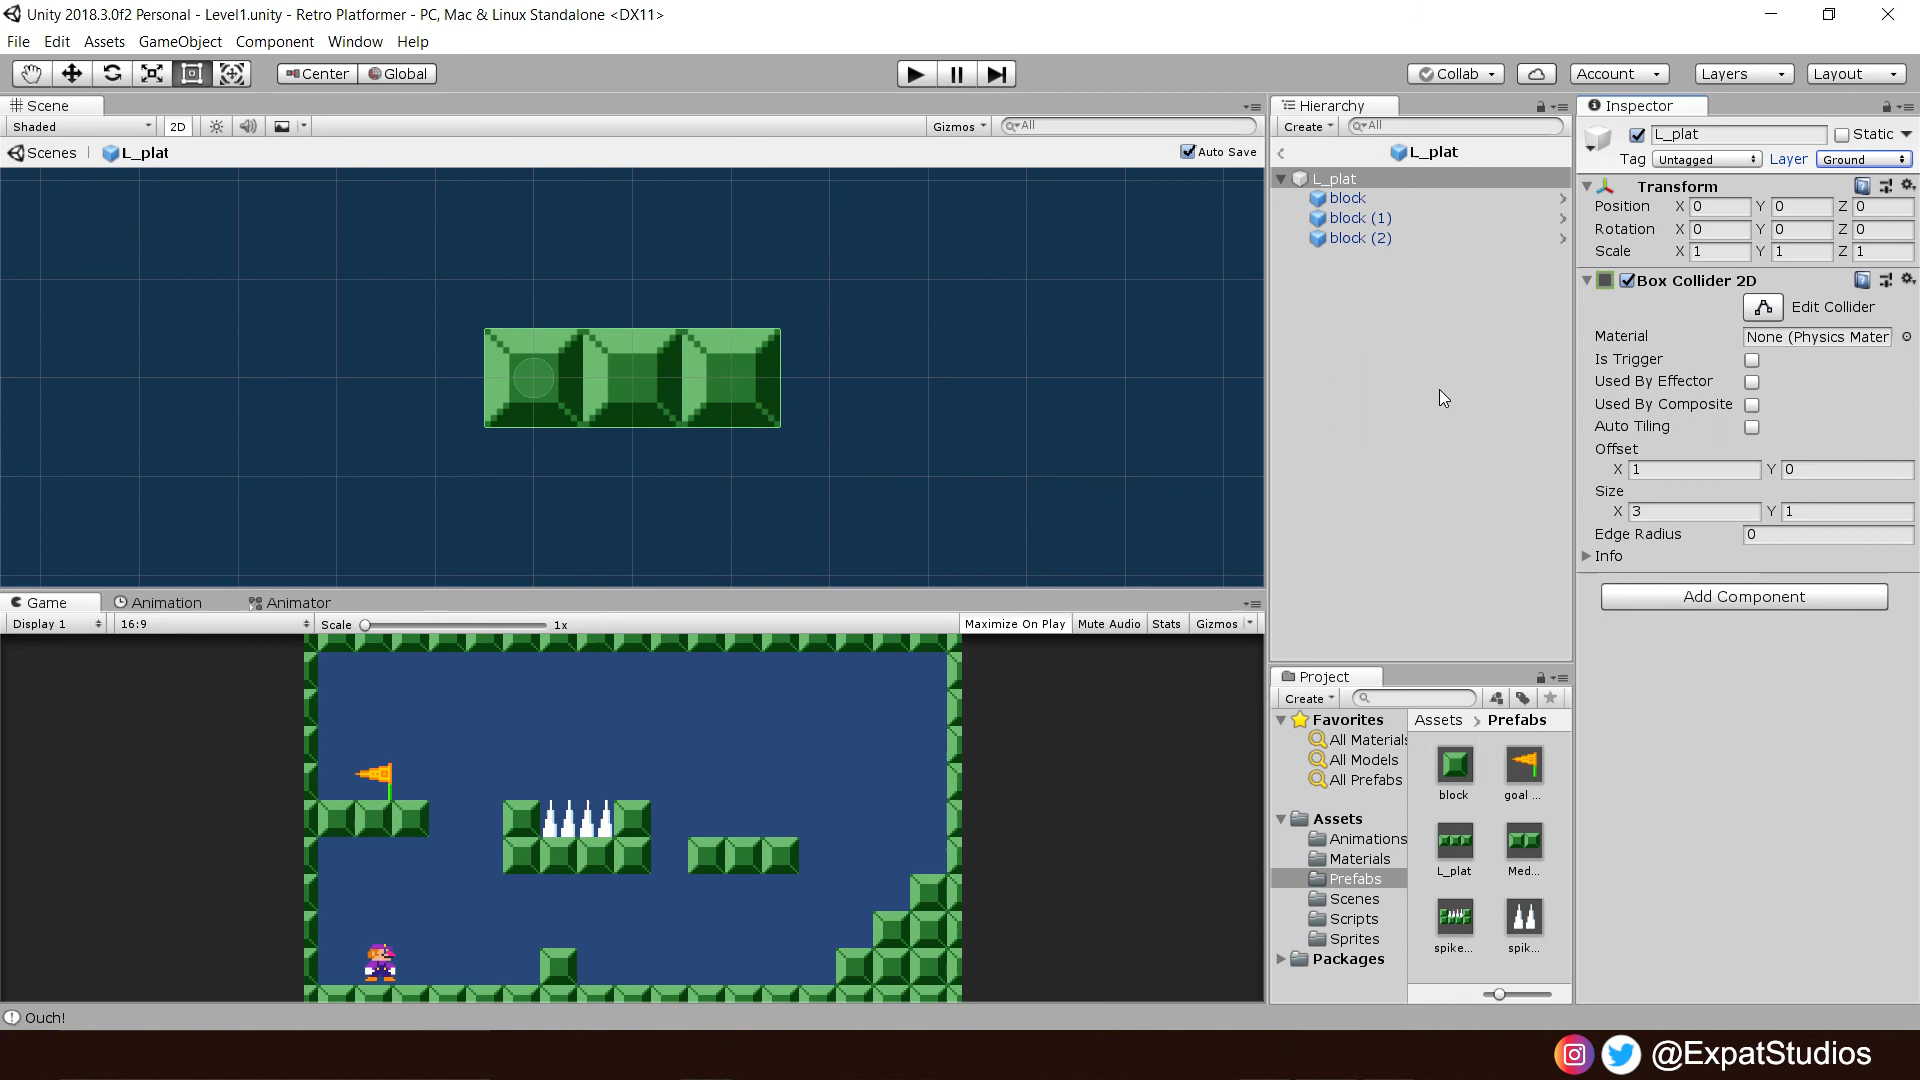 Unity 2018.3.0f2 Personal - Level1.unity - Retro Platformer - PC, Mac & Linux Standalone <DX11>
File Edit Assets GameObject Component Window Help
Center Global Collab Account Layers Layout
Scene
Shaded 2D Gizmos All
Scenes L_plat Auto Save
Hierarchy
Create All
L_plat
L_plat
block
block (1)
block (2)
Inspector
L_plat Static
Tag Untagged Layer Ground
Transform
Position X 0 Y 0 Z 0
Rotation X 0 Y 0 Z 0
Scale X 1 Y 1 Z 1
Box Collider 2D
Edit Collider
Material None (Physics Mater
Is Trigger
Used By Effector
Used By Composite
Auto Tiling
Offset
X 1 Y 0
Size
X 3 Y 1
Edge Radius 0
Info
Add Component
Game Animation Animator
Display 1 16:9 Scale 1x Maximize On Play Mute Audio Stats Gizmos
Project
Create
Favorites
All Materials
All Models
All Prefabs
Assets
Animations
Materials
Prefabs
Scenes
Scripts
Sprites
Packages
Assets Prefabs
block goal ...
L_plat Med...
spike... spik...
Ouch!
@ExpatStudios